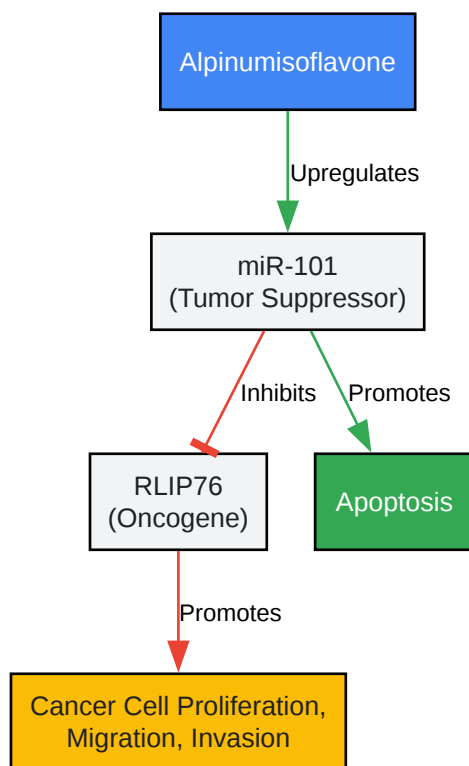 Alpinumisoflavone
Upregulates
miR-101
(Tumor Suppressor)
Inhibits
Promotes
RLIP76
(Oncogene)
Apoptosis
Promotes
Cancer Cell Proliferation,
Migration, Invasion